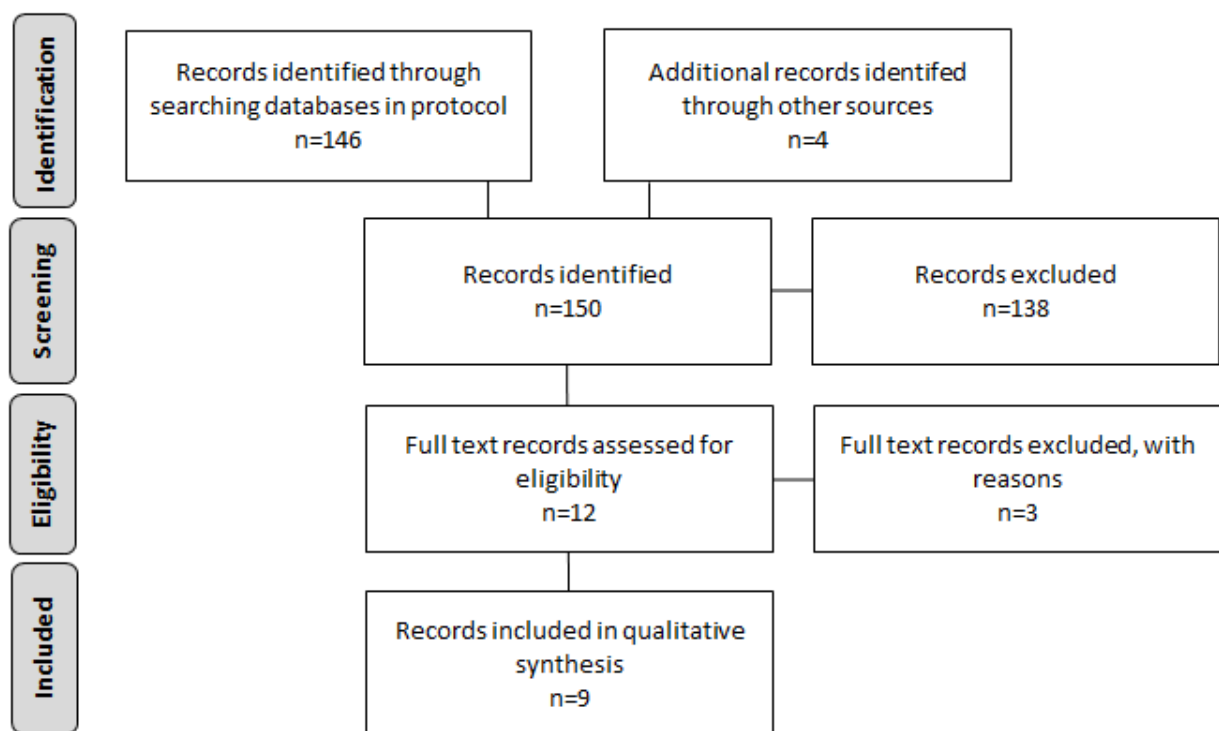 Identification
Records identified through
searching databases in protocol
n=146
Additional records identifed
through other sources
n=4
Screening
Records identified
n=150
Records excluded
n=138
Eligibility
Full text records assessed for
eligibility
n=12
Full text records excluded, with
reasons
n=3
Included
Records included in qualitative
synthesis
n=9